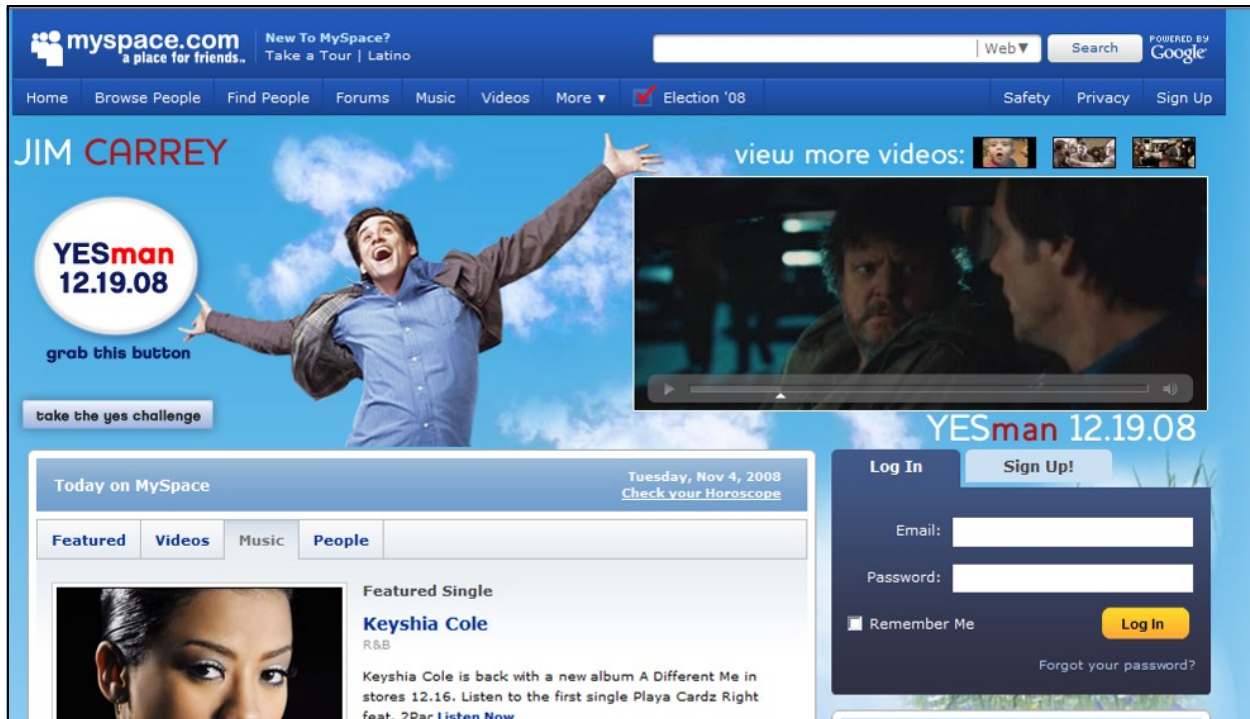 myspace.com
a place for friends..
New To MySpace?
Take a Tour | Latino
| Web▼
Search
POWERED BY
Google
Home Browse People Find People Forums Music Videos More ▾ Election '08 Safety Privacy Sign Up
JIM CARREY
view more videos:
YESman
12.19.08
grab this button
take the yes challenge
YESman 12.19.08
Today on MySpace
Tuesday, Nov 4, 2008
Check your Horoscope
Featured Videos Music People
Featured Single
Keyshia Cole
R&B
Keyshia Cole is back with a new album A Different Me in
stores 12.16. Listen to the first single Playa Cardz Right
feat. 2Pac Listen Now
Log In Sign Up!
Email:
Password:
Remember Me
Log In
Forgot your password?